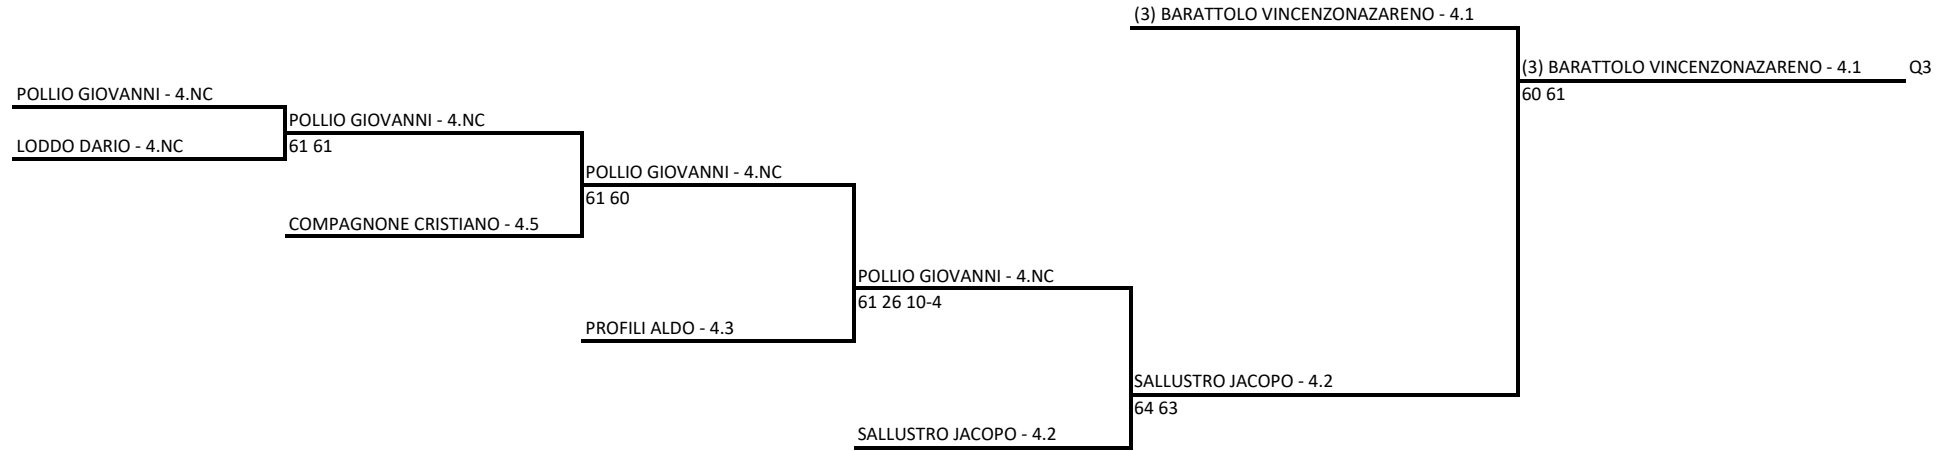 (3) BARATTOLO VINCENZONAZARENO - 4.1
(3) BARATTOLO VINCENZONAZARENO - 4.1 Q3
60 61
POLLIO GIOVANNI - 4.NC
POLLIO GIOVANNI - 4.NC
61 61
LODDO DARIO - 4.NC
POLLIO GIOVANNI - 4.NC
61 60
COMPAGNONE CRISTIANO - 4.5
POLLIO GIOVANNI - 4.NC
61 26 10-4
PROFILI ALDO - 4.3
SALLUSTRO JACOPO - 4.2
64 63
SALLUSTRO JACOPO - 4.2